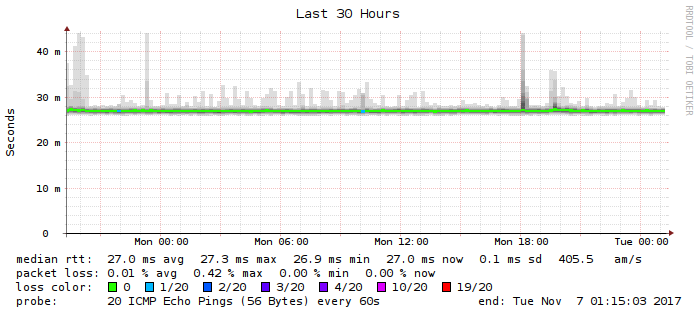 Last 30 Hours
RRDTOOL / TOBI OETIKER
Seconds
40 m
30 m
20 m
10 m
0
Mon 00:00 Mon 06:00 Mon 12:00 Mon 18:00 Tue 00:00
median rtt: 27.0 ms avg 27.3 ms max 26.9 ms min 27.0 ms now 0.1 ms sd 405.5 am/s
packet loss: 0.01 % avg 0.42 % max 0.00 % min 0.00 % now
loss color: 0 1/20 2/20 3/20 4/20 10/20 19/20
probe: 20 ICMP Echo Pings (56 Bytes) every 60s end: Tue Nov 7 01:15:03 2017